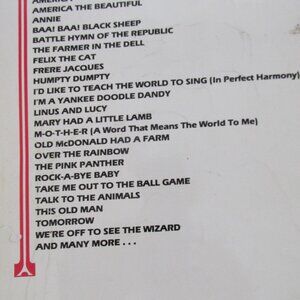 AMERICA THE BEAUTIFUL
ANNIE
BAA! BAA! BLACK SHEEP
BATTLE HYMN OF THE REPUBLIC
THE FARMER IN THE DELL
FELIX THE CAT
FRERE JACQUES
HUMPTY DUMPTY
I'D LIKE TO TEACH THE WORLD TO SING (In Perfect Harmony)
I'M A YANKEE DOODLE DANDY
LINUS AND LUCY
MARY HAD A LITTLE LAMB
M-O-T-H-E-R (A Word That Means The World To Me)
OLD McDONALD HAD A FARM
OVER THE RAINBOW
THE PINK PANTHER
ROCK-A-BYE BABY
TAKE ME OUT TO THE BALL GAME
TALK TO THE ANIMALS
THIS OLD MAN
TOMORROW
WE'RE OFF TO SEE THE WIZARD
AND MANY MORE . . .